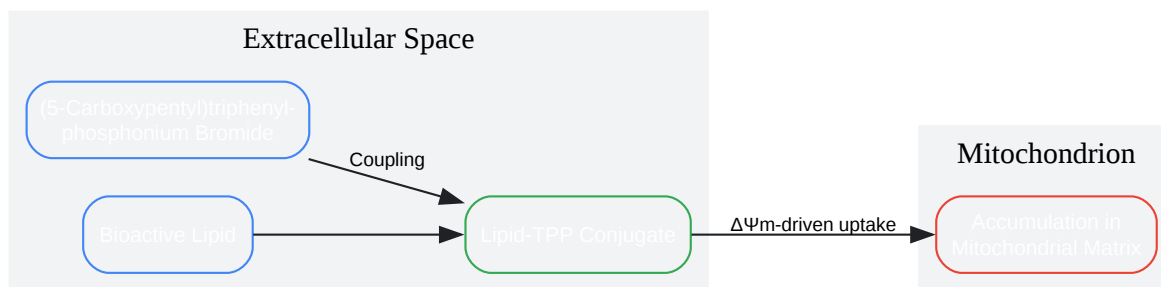 Extracellular Space
(5-Carboxypentyl)triphenyl-
phosphonium Bromide
Coupling
Bioactive Lipid
Lipid-TPP Conjugate
ΔΨm-driven uptake
Mitochondrion
Accumulation in
Mitochondrial Matrix